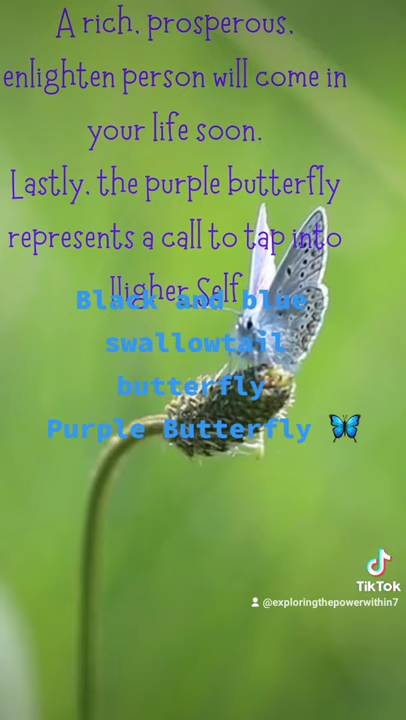 A rich, prosperous,
enlighten person will come in
your life soon.
Lastly, the purple butterfly
represents a call to tap into
Higher Self
Black and blue
swallowtail
butterfly
Purple Butterfly 🦋
TikTok
@exploringthepowerwithin7